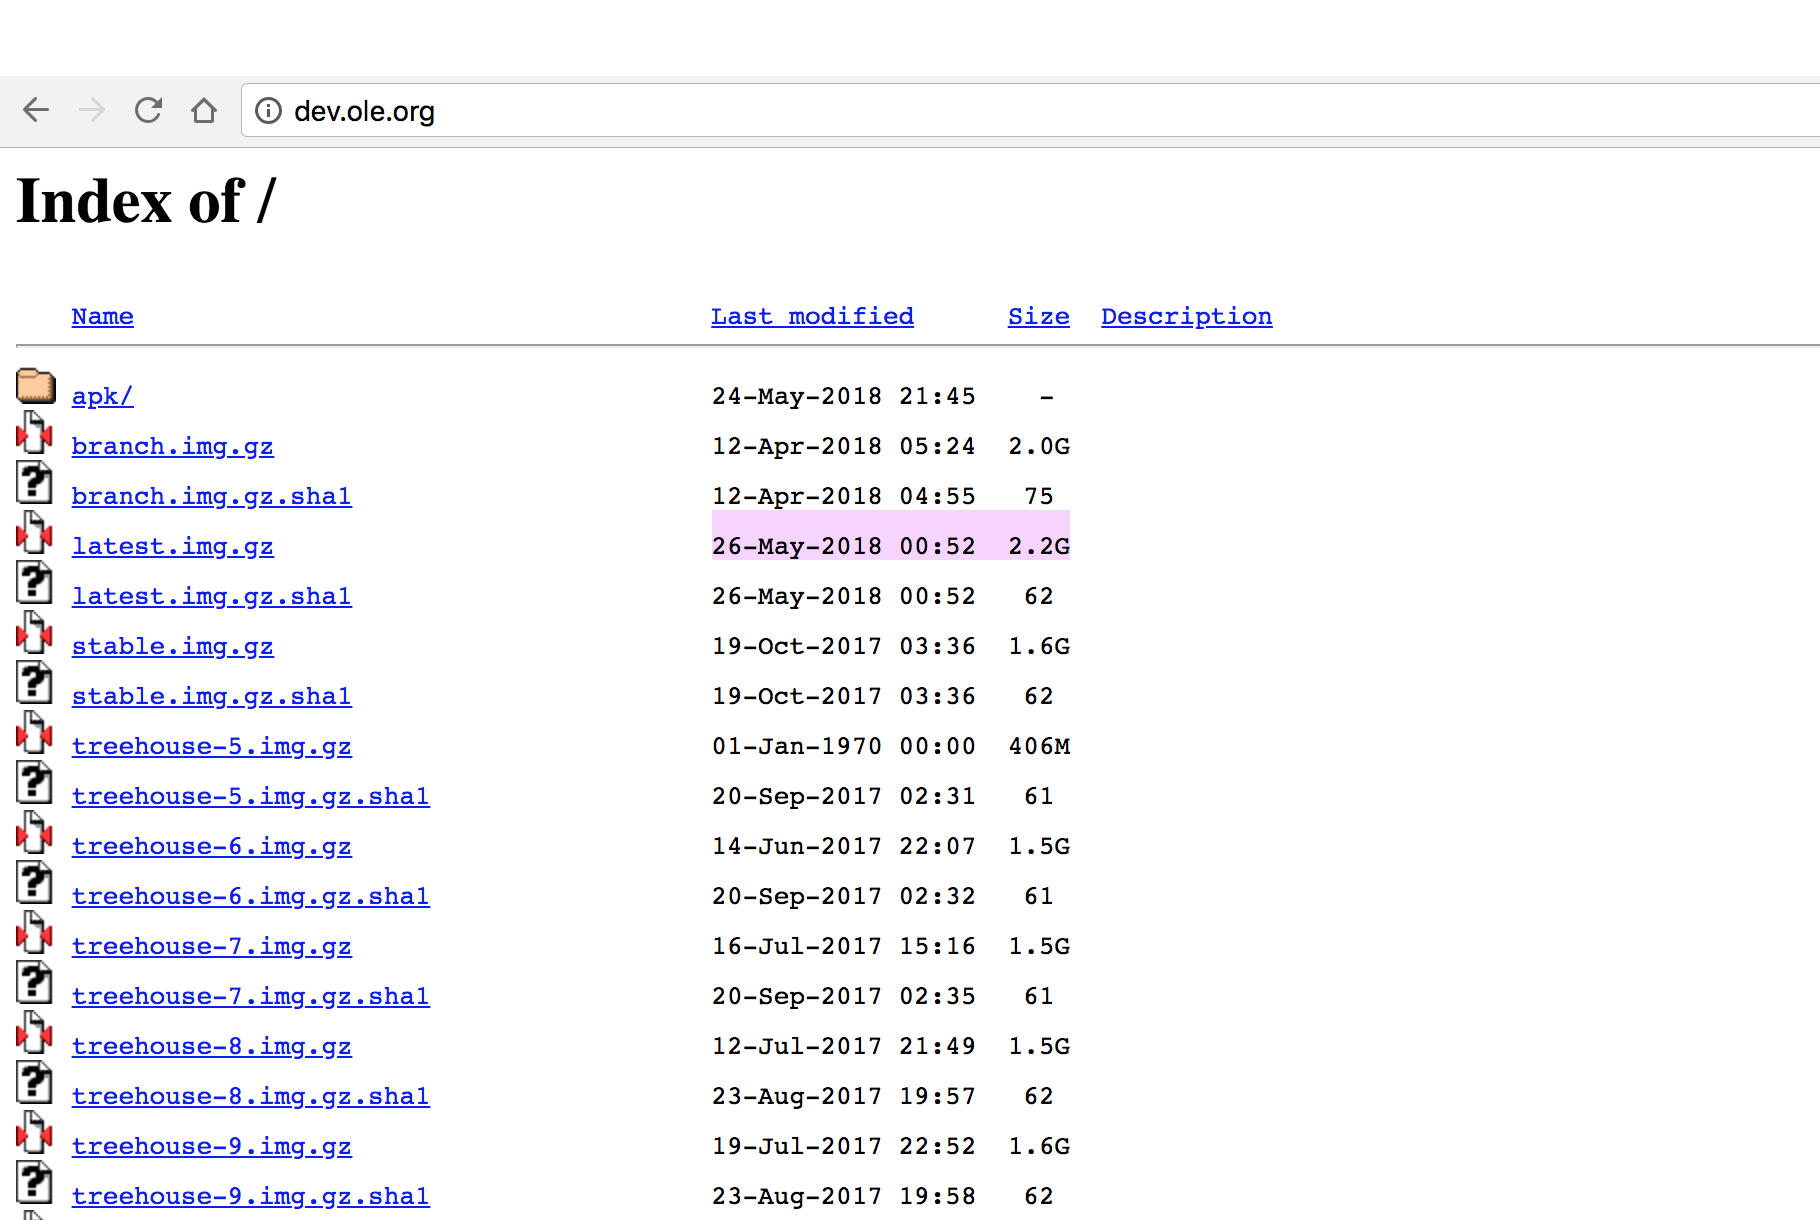 dev.ole.org
Index of /
Name Last modified Size Description
apk/ 24-May-2018 21:45 -
branch.img.gz 12-Apr-2018 05:24 2.0G
branch.img.gz.sha1 12-Apr-2018 04:55 75
latest.img.gz 26-May-2018 00:52 2.2G
latest.img.gz.sha1 26-May-2018 00:52 62
stable.img.gz 19-Oct-2017 03:36 1.6G
stable.img.gz.sha1 19-Oct-2017 03:36 62
treehouse-5.img.gz 01-Jan-1970 00:00 406M
treehouse-5.img.gz.sha1 20-Sep-2017 02:31 61
treehouse-6.img.gz 14-Jun-2017 22:07 1.5G
treehouse-6.img.gz.sha1 20-Sep-2017 02:32 61
treehouse-7.img.gz 16-Jul-2017 15:16 1.5G
treehouse-7.img.gz.sha1 20-Sep-2017 02:35 61
treehouse-8.img.gz 12-Jul-2017 21:49 1.5G
treehouse-8.img.gz.sha1 23-Aug-2017 19:57 62
treehouse-9.img.gz 19-Jul-2017 22:52 1.6G
treehouse-9.img.gz.sha1 23-Aug-2017 19:58 62